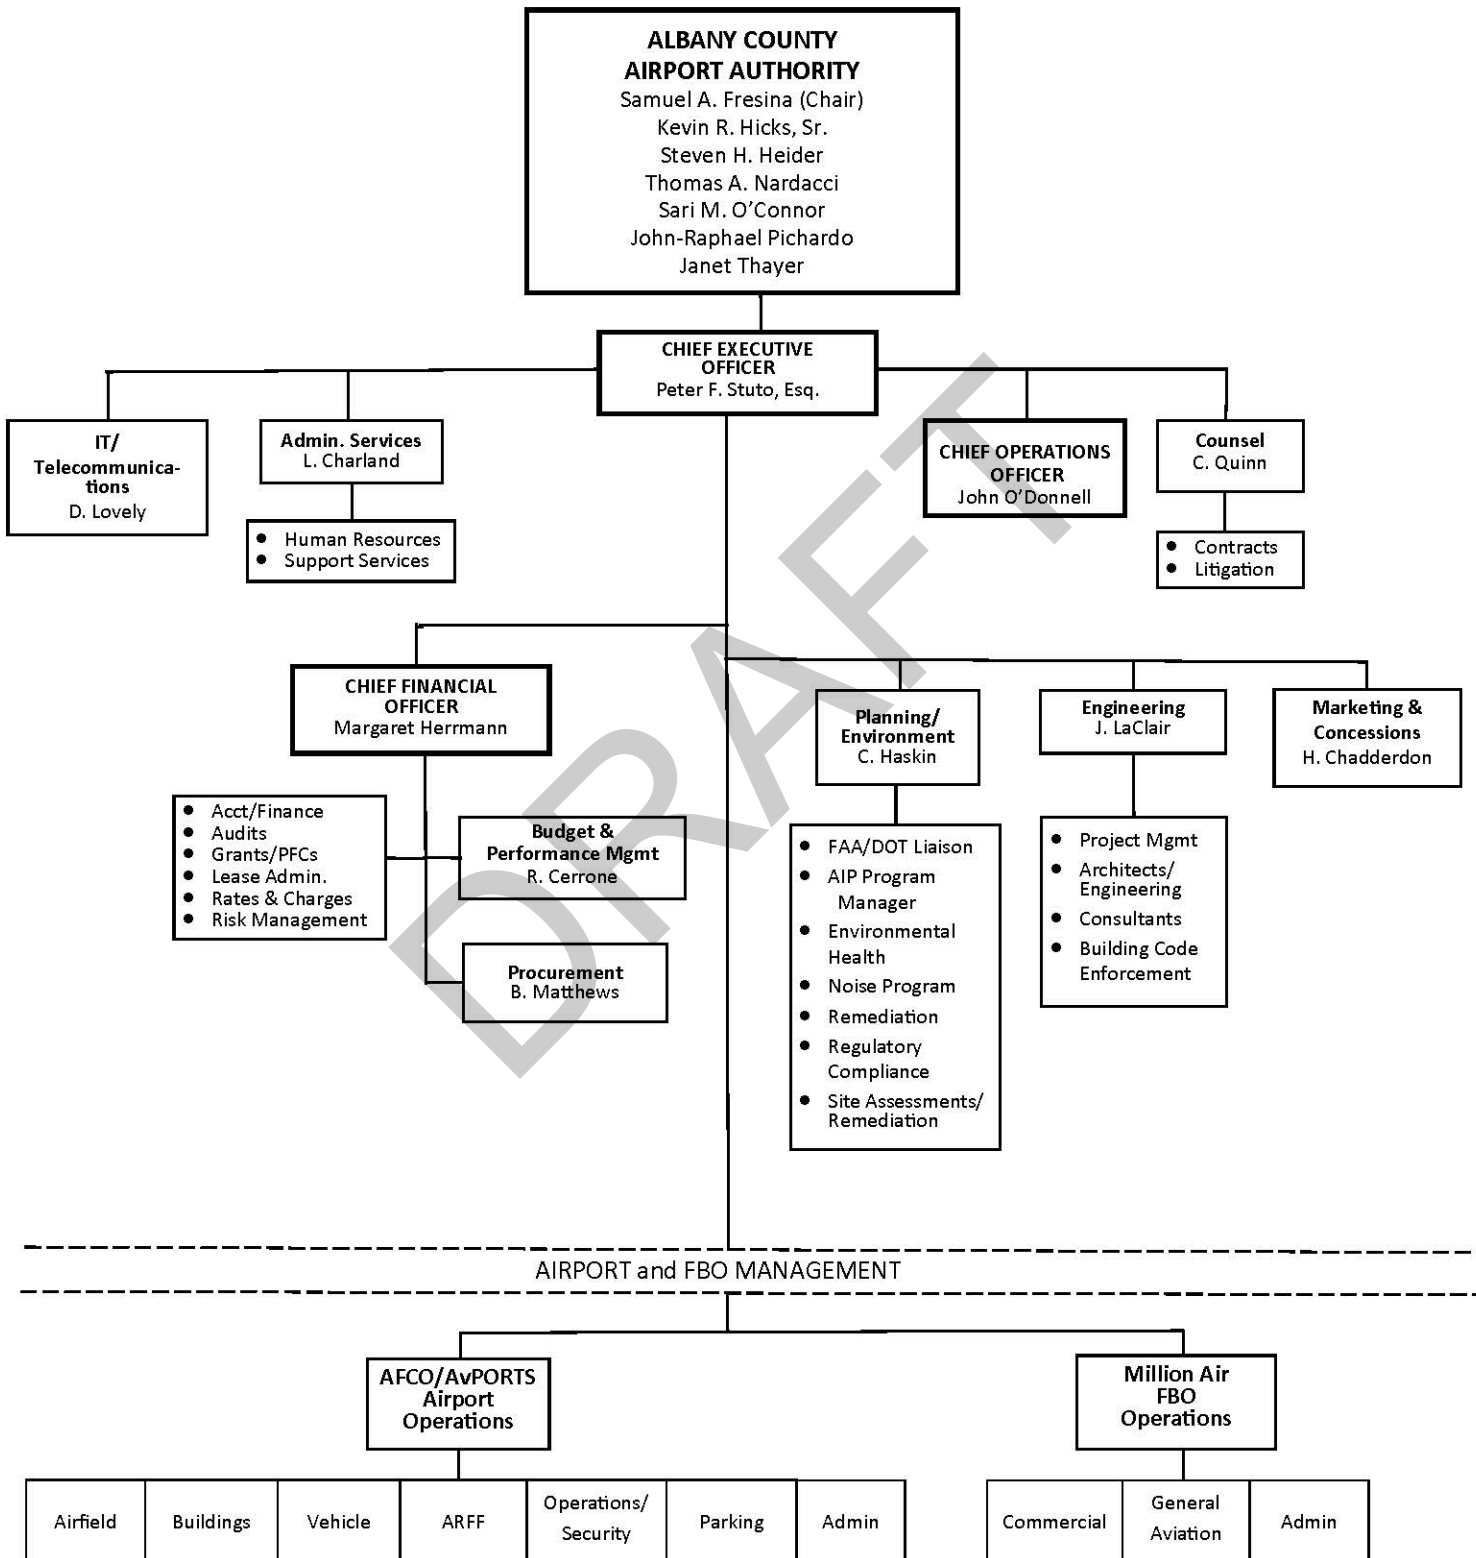 ALBANY COUNTY
AIRPORT AUTHORITY
Samuel A. Fresina (Chair)
Kevin R. Hicks, Sr.
Steven H. Heider
Thomas A. Nardacci
Sari M. O’Connor
John-Raphael Pichardo
Janet Thayer
CHIEF EXECUTIVE
OFFICER
Peter F. Stuto, Esq.
IT/
Telecommunica-
tions
D. Lovely
Admin. Services
L. Charland
• Human Resources
• Support Services
CHIEF OPERATIONS
OFFICER
John O’Donnell
Counsel
C. Quinn
• Contracts
• Litigation
CHIEF FINANCIAL
OFFICER
Margaret Herrmann
• Acct/Finance
• Audits
• Grants/PFCs
• Lease Admin.
• Rates & Charges
• Risk Management
Budget &
Performance Mgmt
R. Cerrone
Procurement
B. Matthews
Planning/
Environment
C. Haskin
• FAA/DOT Liaison
• AIP Program
Manager
• Environmental
Health
• Noise Program
• Remediation
• Regulatory
Compliance
• Site Assessments/
Remediation
Engineering
J. LaClair
• Project Mgmt
• Architects/
Engineering
• Consultants
• Building Code
Enforcement
Marketing &
Concessions
H. Chadderdon
DRAFT
AIRPORT and FBO MANAGEMENT
AFCO/AvPORTS
Airport
Operations
Airfield
Buildings
Vehicle
ARFF
Operations/
Security
Parking
Admin
Million Air
FBO
Operations
Commercial
General
Aviation
Admin